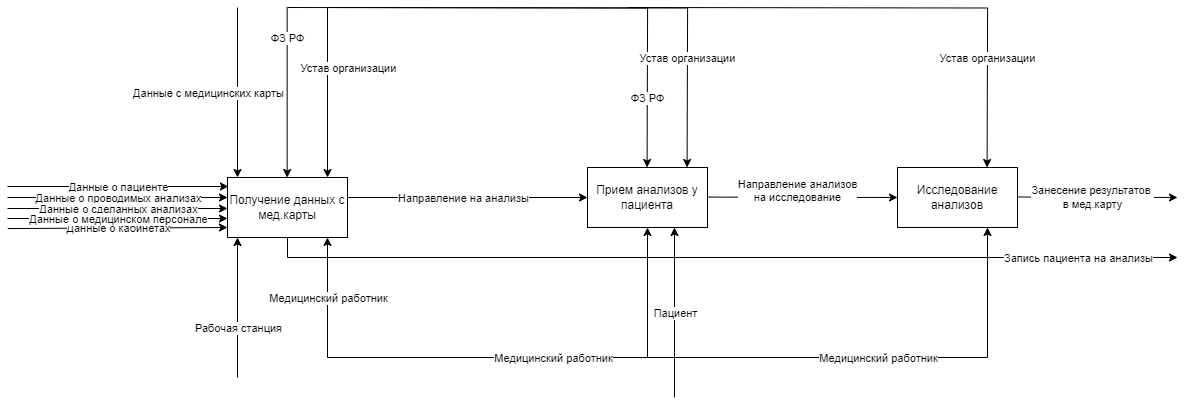 ФЗ РФ
Устав организации
Устав организации
Устав организации
Данные с медицинских карты
ФЗ РФ
Данные о пациенте
Данные о проводимых анализах
Данные о сделанных анализах
Данные о медицинском персонале
Данные о кабинетах
Получение данных с
мед.карты
Направление на анализы
Прием анализов у
пациента
Направление анализов
на исследование
Исследование
анализов
Занесение результатов
в мед.карту
Запись пациента на анализы
Медицинский работник
Рабочая станция
Пациент
Медицинский работник
Медицинский работник